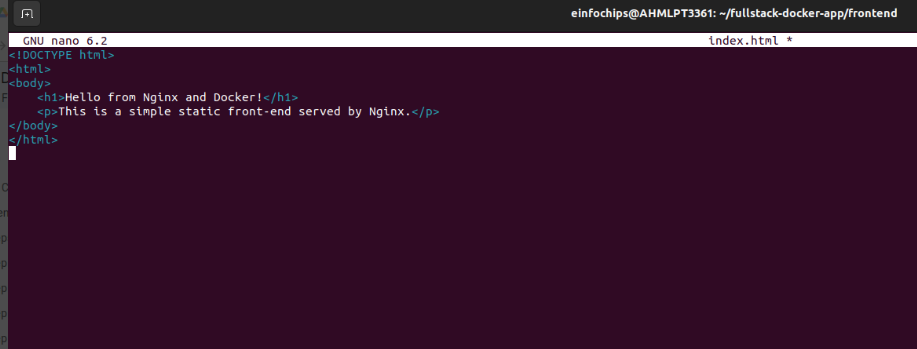 einfochips@AHMLPT3361: ~/fullstack-docker-app/frontend
GNU nano 6.2 index.html *
<!DOCTYPE html>
<html>
<body>
    <h1>Hello from Nginx and Docker!</h1>
    <p>This is a simple static front-end served by Nginx.</p>
</body>
</html>